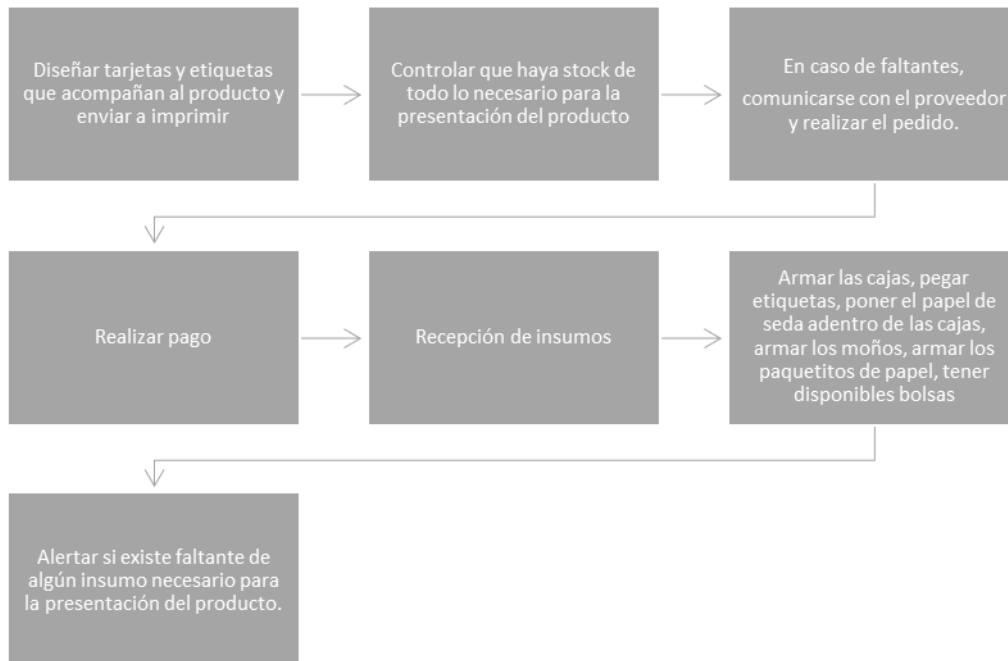 Diseñar tarjetas y etiquetas
que acompañan al producto y
enviar a imprimir
Controlar que haya stock de
todo lo necesario para la
presentación del producto
En caso de faltantes,
comunicarse con el proveedor
y realizar el pedido.
Realizar pago
Recepción de insumos
Armar las cajas, pegar
etiquetas, poner el papel de
seda adentro de las cajas,
armar los moños, armar los
paquetitos de papel, tener
disponibles bolsas
Alertar si existe faltante de
algún insumo necesario para
la presentación del producto.